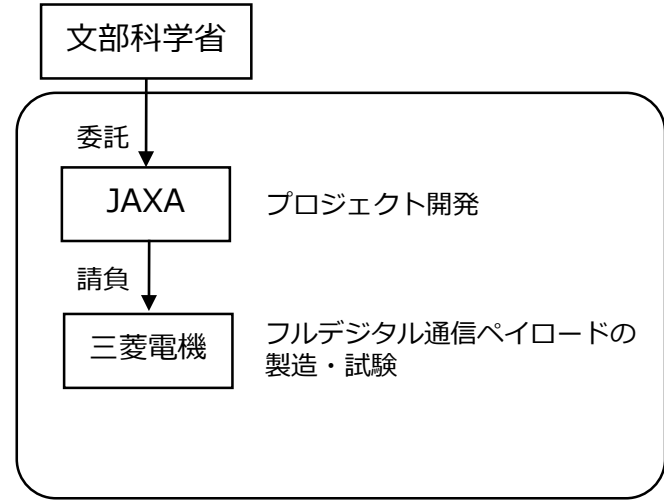 文部科学省
委託
JAXA
プロジェクト開発
請負
三菱電機
フルデジタル通信ペイロードの
製造・試験